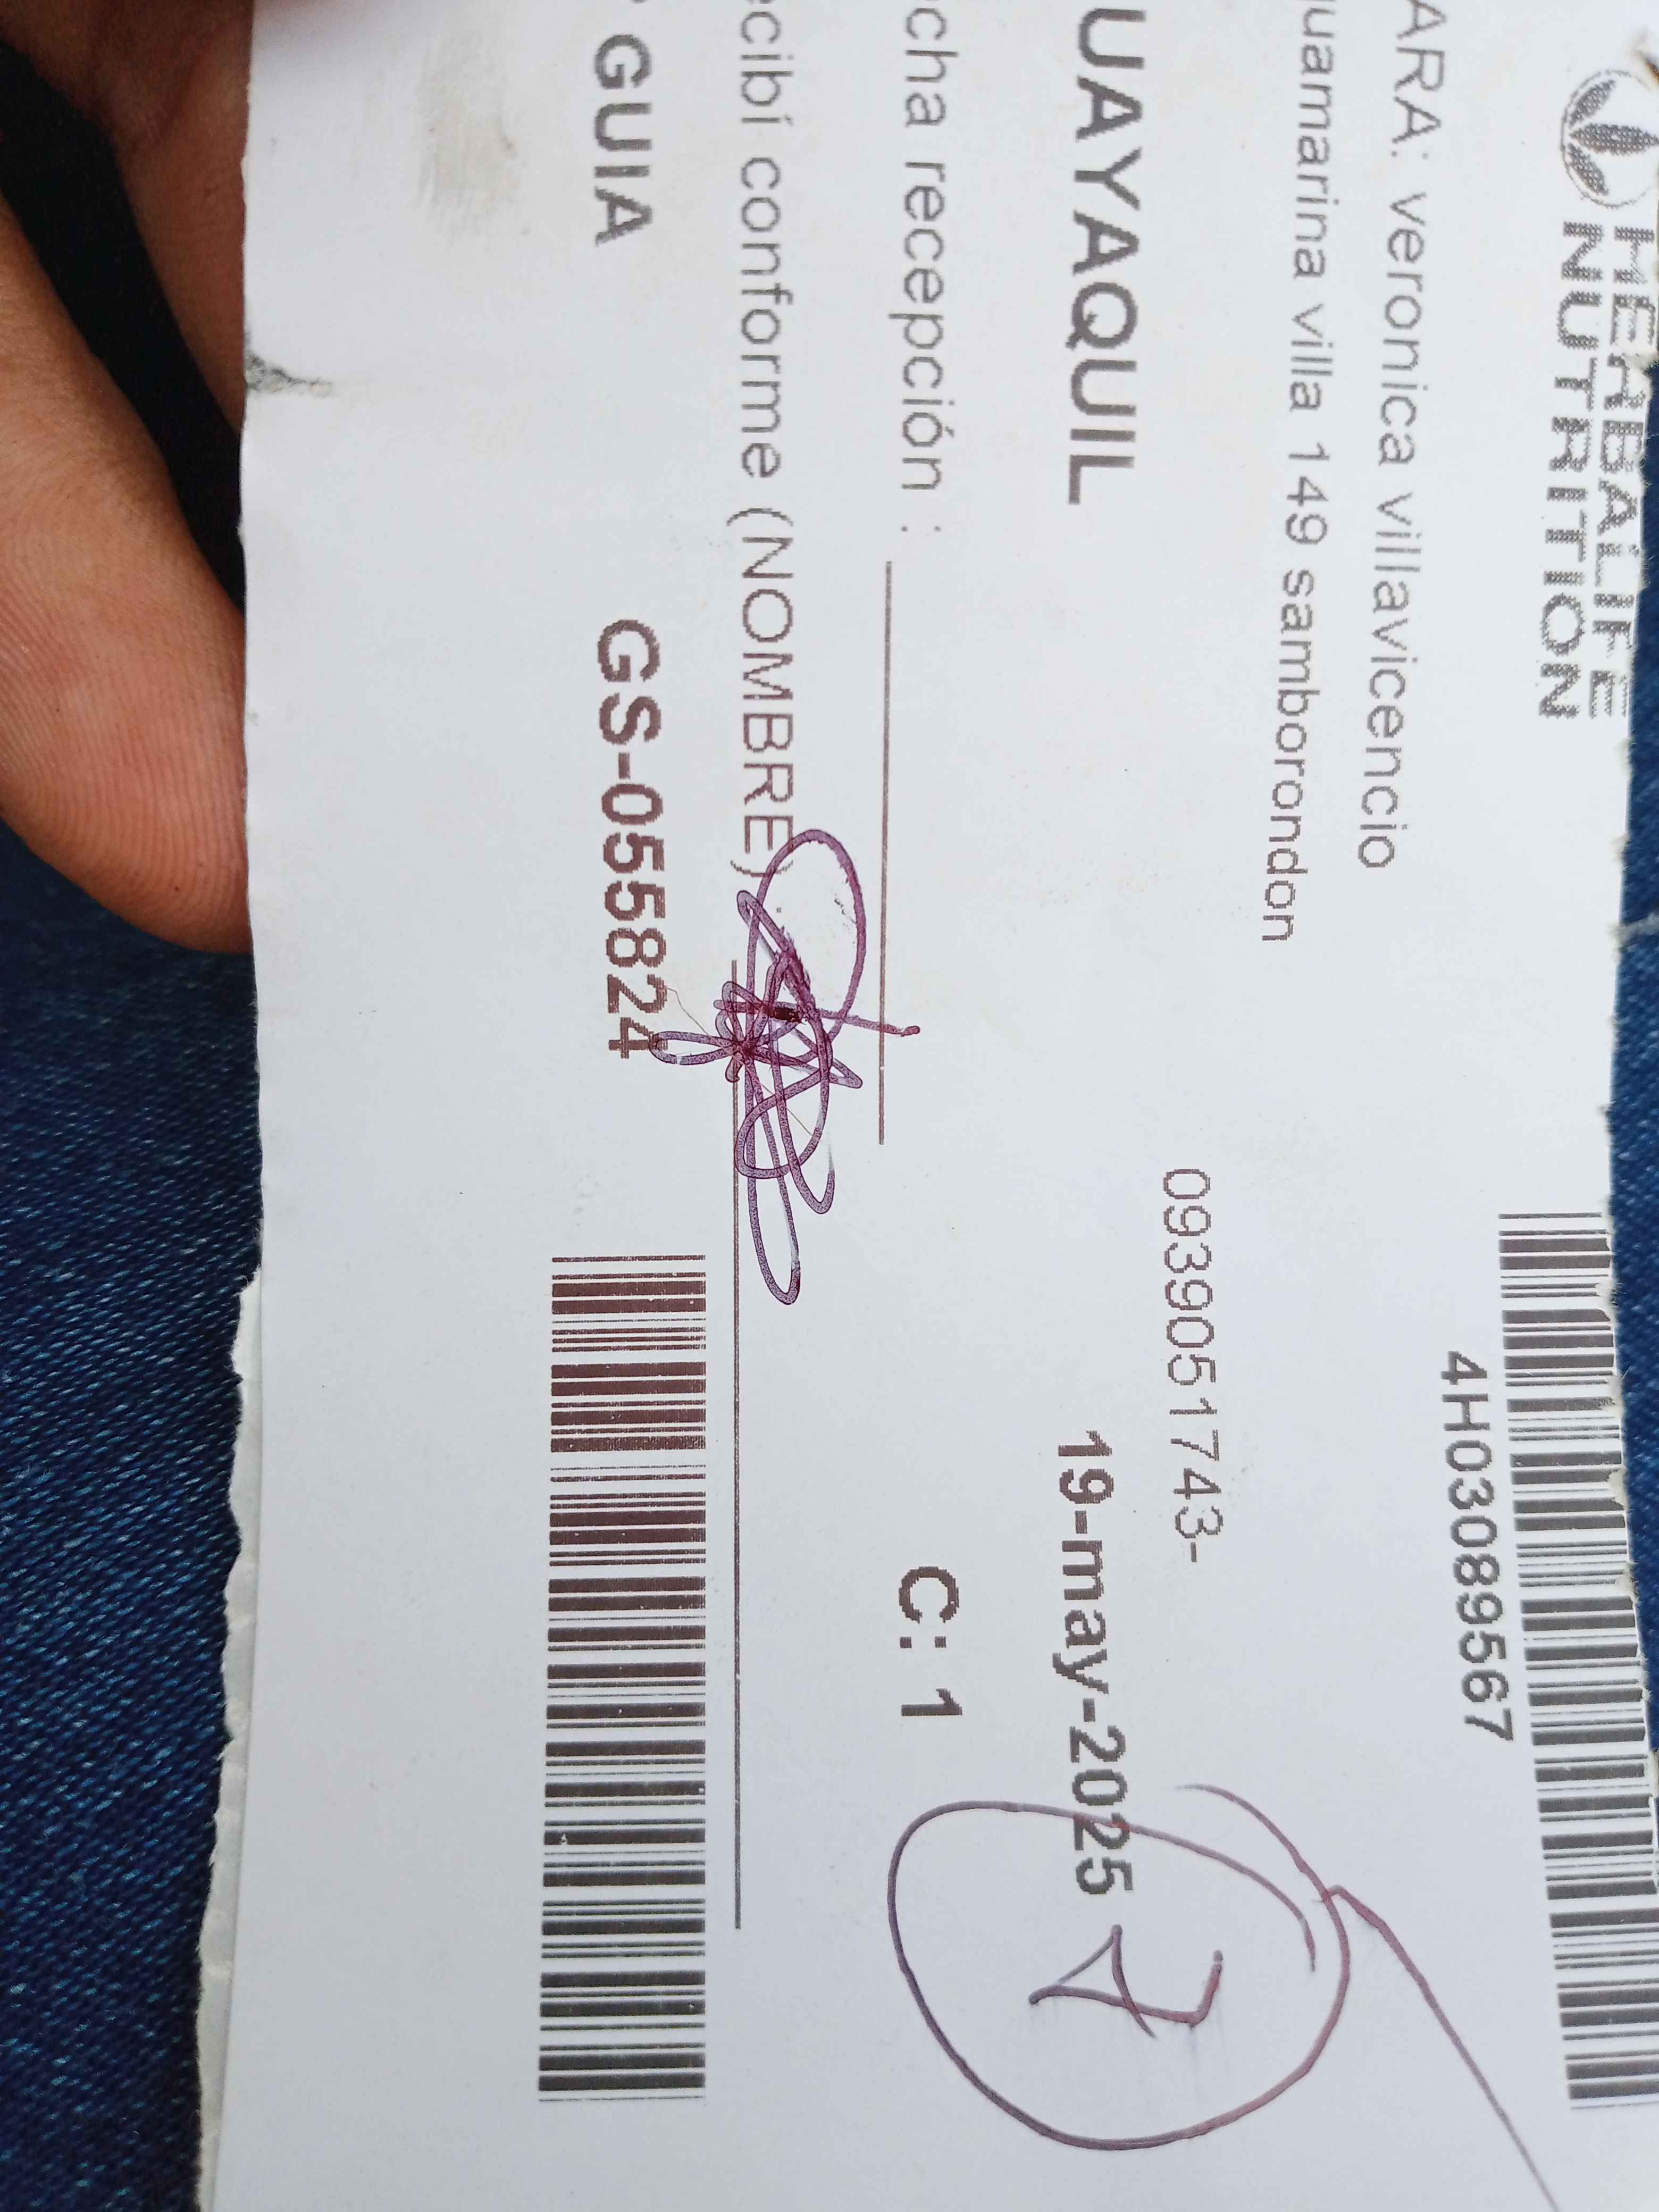 HERBALIFE
NUTRITION
4H03089567
ARA: veronica villavicencio
uamarina villa 149 samborondon
0939051743-
UAYAQUIL 19-may-2025
cha recepción : C: 1
ecibí conforme (NOMBRE) :
GUIA GS-055824